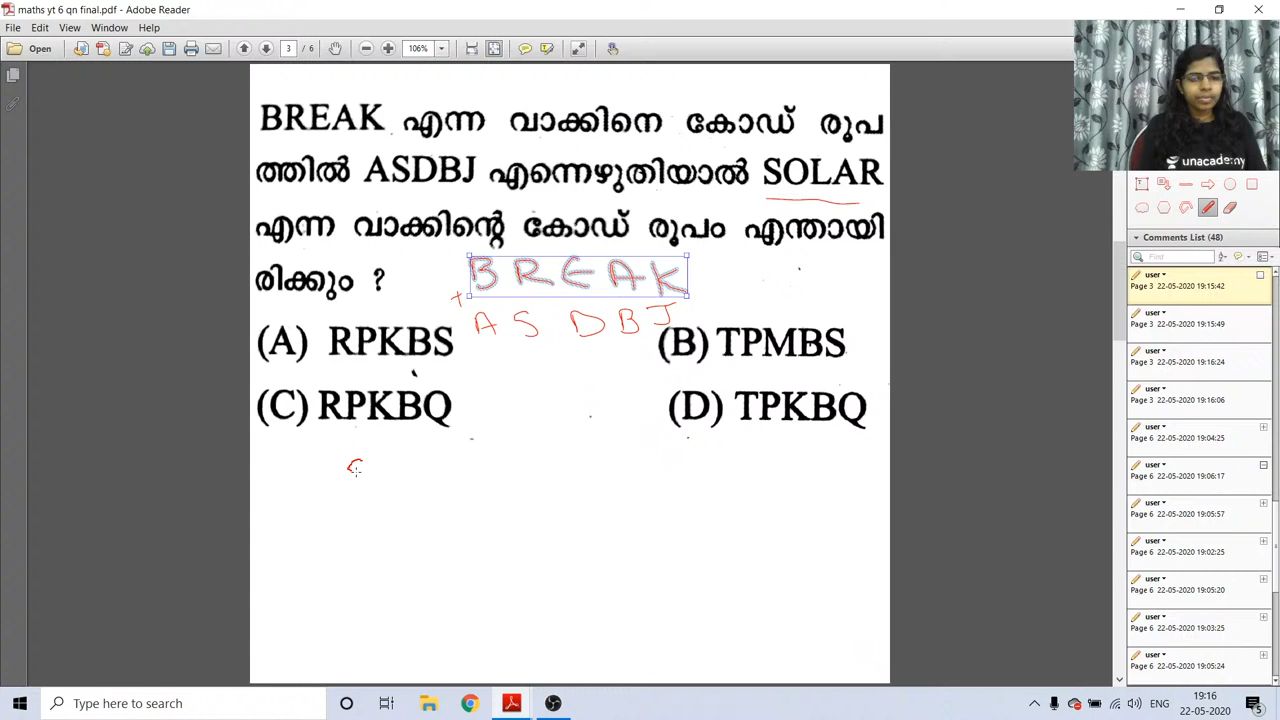 maths yt 6 qn final.pdf - Adobe Reader
File Edit View Window Help
Open 3 / 6 106%
unacademy
BREAK എന്ന വാക്കിനെ കോഡ് രൂപ
ത്തിൽ ASDBJ എന്നെഴുതിയാൽ SOLAR
എന്ന വാക്കിന്റെ കോഡ് രൂപം എന്തായി
രിക്കും ?
B R E A K
A S D B J
(A) RPKBS (B) TPMBS
(C) RPKBQ (D) TPKBQ
Comments List (48)
Find
user
Page 3 22-05-2020 19:15:42
user
Page 3 22-05-2020 19:15:49
user
Page 3 22-05-2020 19:16:24
user
Page 3 22-05-2020 19:16:06
user
Page 6 22-05-2020 19:04:25
user
Page 6 22-05-2020 19:06:17
user
Page 6 22-05-2020 19:05:57
user
Page 6 22-05-2020 19:02:25
user
Page 6 22-05-2020 19:05:20
user
Page 6 22-05-2020 19:03:25
user
Page 6 22-05-2020 19:05:24
Type here to search
ENG
19:16
22-05-2020
5